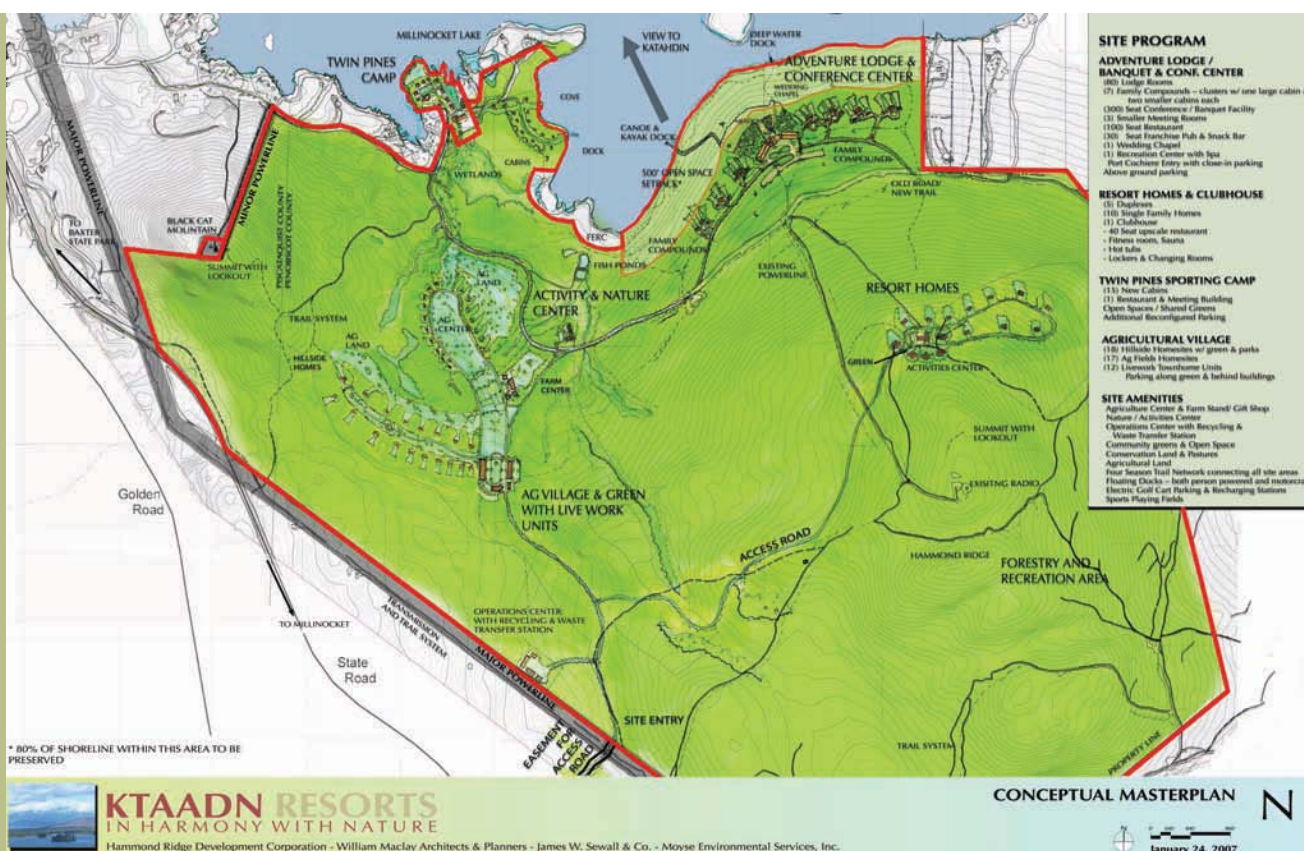 MILLINOCKET LAKE
VIEW TO
KATAHDIN
DEEP WATER
DOCK
TWIN PINES
CAMP
ADVENTURE LODGE &
CONFERENCE CENTER
WEDDING
CHAPEL
COVE
CANOE &
KAYAK DOCK
DOCK
MAJOR POWERLINE
MINOR POWERLINE
CABINS
WETLANDS
500' OPEN SPACE
SETBACK*
FAMILY
COMPOUNDS
OLD ROAD/
NEW TRAIL
BLACK CAT
MOUNTAIN
TO
BAXTER
STATE PARK
SUMMIT WITH
LOOKOUT
PISCATAQUIST COUNTY
PENOBSCOT COUNTY
FERC
FAMILY
COMPOUNDS
FISH PONDS
EXISTING
POWERLINE
AG
LAND
ACTIVITY & NATURE
CENTER
RESORT HOMES
TRAIL SYSTEM
AG
CENTER
AG
LAND
HILLSIDE
HOMES
GREEN
ACTIVITIES CENTER
FARM
CENTER
SUMMIT WITH
LOOKOUT
EXISITNG RADIO
Golden
Road
AG VILLAGE & GREEN
WITH LIVE WORK
UNITS
ACCESS ROAD
HAMMOND RIDGE
FORESTRY AND
RECREATION AREA
TO MILLINOCKET
TRANSMISSION
AND TRAIL SYSTEM
OPERATIONS CENTER
WITH RECYCLING & WASTE
TRANSFER STATION
State
Road
MAJOR POWERLINE
SITE ENTRY
EASEMENT
FOR
ACCESS
ROAD
TRAIL SYSTEM
PROPERTY LINE
* 80% OF SHORELINE WITHIN THIS AREA TO BE
PRESERVED
SITE PROGRAM
ADVENTURE LODGE /
BANQUET & CONF. CENTER
(80) Lodge Rooms
(7) Family Compounds – clusters w/ one large cabin
two smaller cabins each
(300) Seat Conference / Banquet Facility
(3) Smaller Meeting Rooms
(100) Seat Restaurant
(30) Seat Franchise Pub & Snack Bar
(1) Wedding Chapel
(1) Recreation Center with Spa
Port Cochiere Entry with close-in parking
Above ground parking
RESORT HOMES & CLUBHOUSE
(5) Duplexes
(10) Single Family Homes
(1) Clubhouse
- 40 Seat upscale restaurant
- Fitness room, Sauna
- Hot tubs
- Lockers & Changing Rooms
TWIN PINES SPORTING CAMP
(15) New Cabins
(1) Restaurant & Meeting Building
Open Spaces / Shared Greens
Additional Reconfigured Parking
AGRICULTURAL VILLAGE
(18) Hillside Homesites w/ green & parks
(17) Ag Fields Homesites
(12) Livework Townhome Units
Parking along green & behind buildings
SITE AMENITIES
Agriculture Center & Farm Stand/ Gift Shop
Nature / Activities Center
Operations Center with Recycling &
Waste Transfer Station
Community greens & Open Space
Conservation Land & Pastures
Agricultural Land
Four Season Trail Network connecting all site areas
Floating Docks – both person powered and
Electric Golf Cart Parking & Recharging Stations
Sports Playing Fields
KTAADN RESORTS
IN HARMONY WITH NATURE
Hammond Ridge Development Corporation - William Maclay Architects & Planners - James W. Sewall & Co. - Moyse Environmental Services, Inc.
CONCEPTUAL MASTERPLAN
N
January 24, 2007